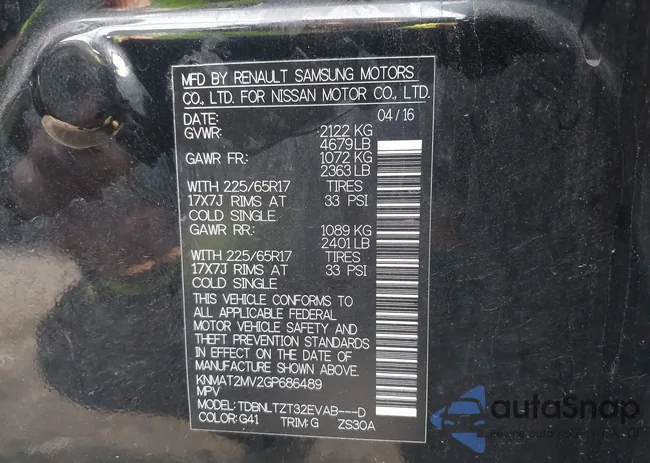 MFD BY RENAULT SAMSUNG MOTORS
CO., LTD. FOR NISSAN MOTOR CO., LTD.
DATE: 04/16
GVWR: 2122 KG
4679 LB
GAWR FR: 1072 KG
2363 LB
WITH 225/65R17 TIRES
17X7J RIMS AT 33 PSI
COLD SINGLE
GAWR RR: 1089 KG
2401 LB
WITH 225/65R17 TIRES
17X7J RIMS AT 33 PSI
COLD SINGLE
THIS VEHICLE CONFORMS TO
ALL APPLICABLE FEDERAL
MOTOR VEHICLE SAFETY AND
THEFT PREVENTION STANDARDS
IN EFFECT ON THE DATE OF
MANUFACTURE SHOWN ABOVE.
KNMAT2MV2GP686489
MPV
MODEL: TDBNLTZT32EVAB---D
COLOR: G41 TRIM: G ZS30A
autoSnap